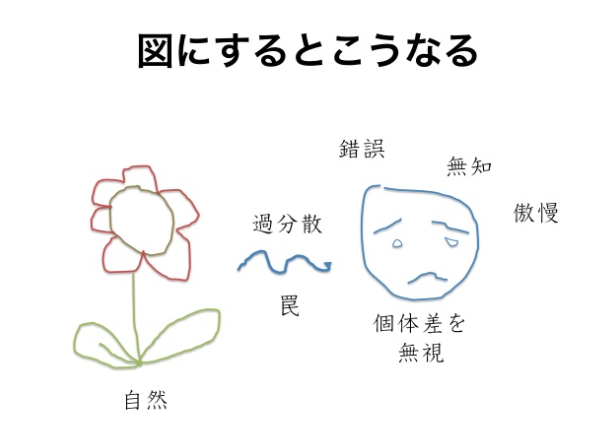 図にするとこうなる
錯誤
無知
傲慢
過分散
罠
個体差を
無視
自然